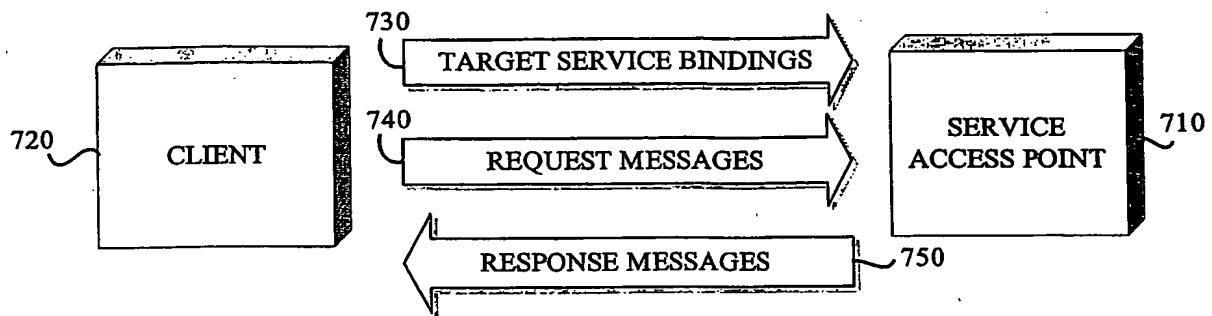 730
TARGET SERVICE BINDINGS
720
CLIENT
740
REQUEST MESSAGES
SERVICE
ACCESS POINT
710
RESPONSE MESSAGES
750